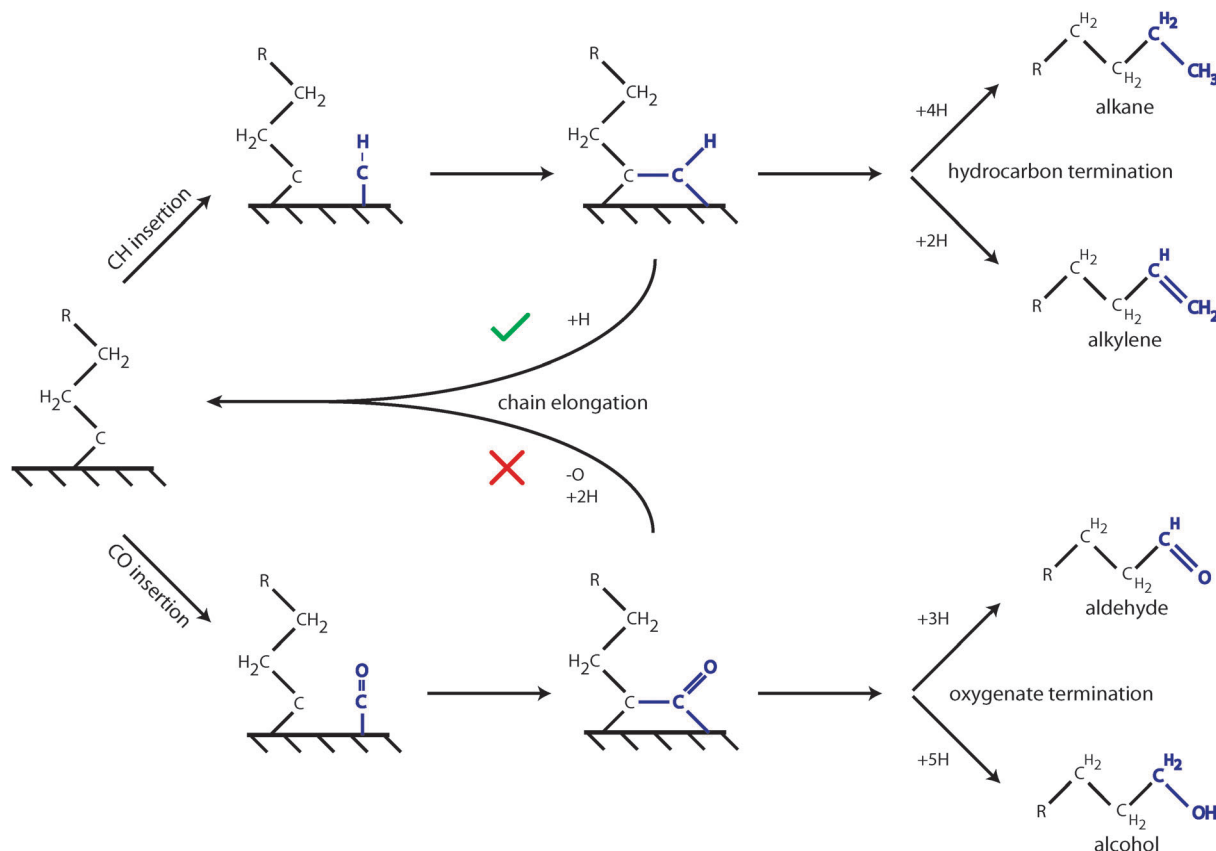 R
CH2
H2C
C
H
C
CH insertion
R
CH2
H2C
C
C
H
+4H
R
C
H2
C
H2
C
H2
CH3
alkane
hydrocarbon termination
+2H
R
C
H2
C
H2
C
H
CH2
alkylene
R
CH2
H2C
C
+H
chain elongation
-O
+2H
CO insertion
R
CH2
H2C
C
O
C
R
CH2
H2C
C
C
O
+3H
R
C
H2
C
H2
C
H
O
aldehyde
oxygenate termination
+5H
R
C
H2
C
H2
C
H2
OH
alcohol